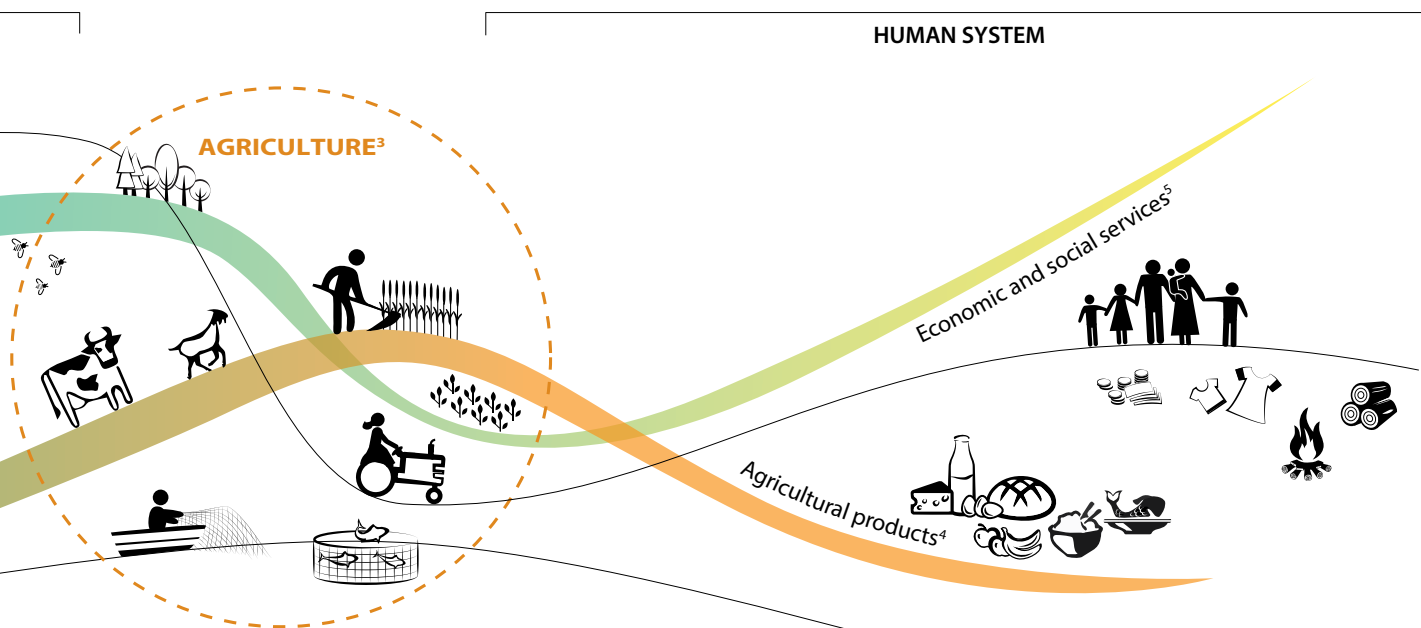 HUMAN SYSTEM
AGRICULTURE³
Economic and social services⁵
Agricultural products⁴